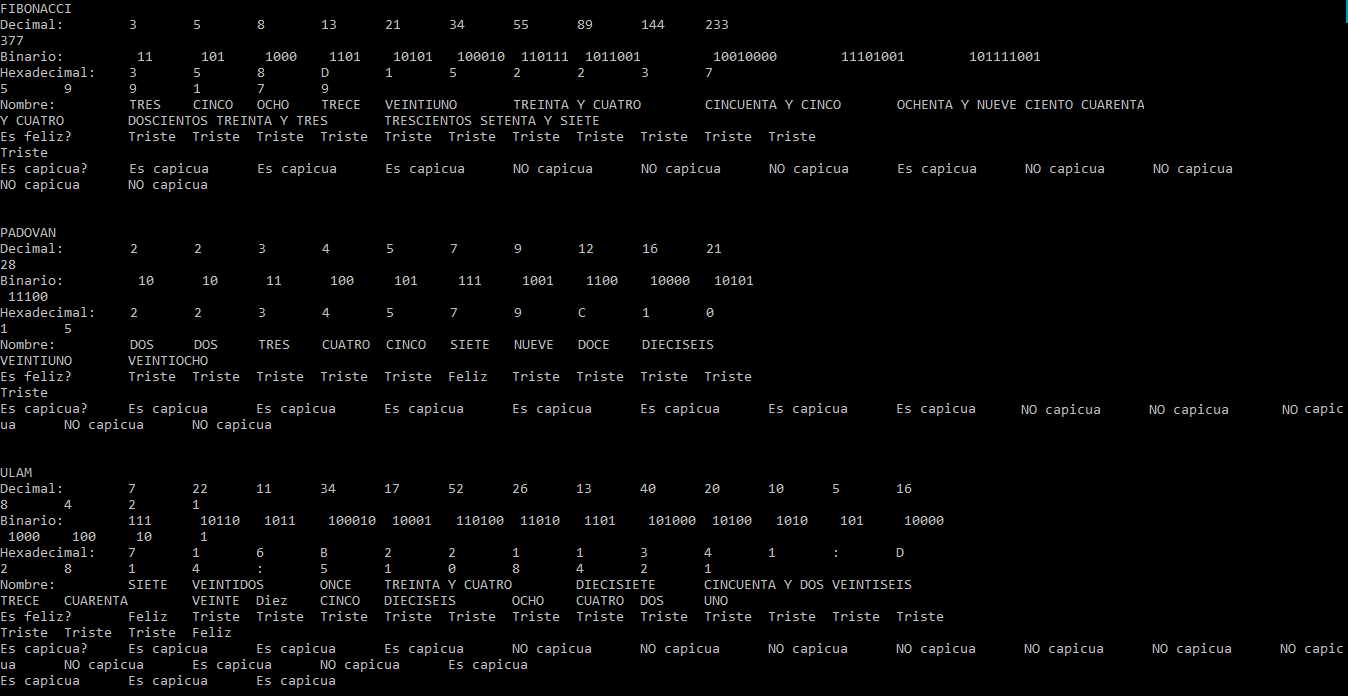 FIBONACCI
Decimal: 3 5 8 13 21 34 55 89 144 233
377
Binario: 11 101 1000 1101 10101 100010 110111 1011001 10010000 11101001 101111001
Hexadecimal: 3 5 8 D 1 5 2 2 3 7
5 9 9 1 7 9
Nombre: TRES CINCO OCHO TRECE VEINTIUNO TREINTA Y CUATRO CINCUENTA Y CINCO OCHENTA Y NUEVE CIENTO CUARENTA
Y CUATRO DOSCIENTOS TREINTA Y TRES TRESCIENTOS SETENTA Y SIETE
Es feliz? Triste Triste Triste Triste Triste Triste Triste Triste Triste Triste Triste
Triste
Es capicua? Es capicua Es capicua Es capicua NO capicua NO capicua NO capicua Es capicua NO capicua NO capicua
NO capicua NO capicua
PADOVAN
Decimal: 2 2 3 4 5 7 9 12 16 21
28
Binario: 10 10 11 100 101 111 1001 1100 10000 10101
11100
Hexadecimal: 2 2 3 4 5 7 9 C 1 0
1 5
Nombre: DOS DOS TRES CUATRO CINCO SIETE NUEVE DOCE DIECISEIS
VEINTIUNO VEINTIOCHO
Es feliz? Triste Triste Triste Triste Triste Feliz Triste Triste Triste Triste
Triste
Es capicua? Es capicua Es capicua Es capicua Es capicua Es capicua Es capicua Es capicua NO capicua NO capicua NO capic
ua NO capicua NO capicua
ULAM
Decimal: 7 22 11 34 17 52 26 13 40 20 10 5 16
8 4 2 1
Binario: 111 10110 1011 100010 10001 110100 11010 1101 101000 10100 1010 101 10000
1000 100 10 1
Hexadecimal: 7 1 6 B 2 2 1 1 3 4 1 : D
2 8 1 4 : 5 1 0 8 4 2 1
Nombre: SIETE VEINTIDOS ONCE TREINTA Y CUATRO DIECISIETE CINCUENTA Y DOS VEINTISEIS
TRECE CUARENTA VEINTE Diez CINCO DIECISEIS OCHO CUATRO DOS UNO
Es feliz? Feliz Triste Triste Triste Triste Triste Triste Triste Triste Triste Triste Triste Triste
Triste Triste Triste Feliz
Es capicua? Es capicua Es capicua Es capicua NO capicua NO capicua NO capicua NO capicua NO capicua NO capicua NO capic
ua NO capicua Es capicua NO capicua Es capicua
Es capicua Es capicua Es capicua